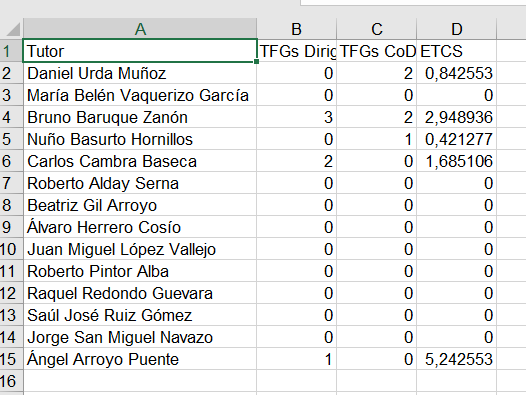 A B C D
1 Tutor TFGs Dirig TFGs CoD ETCS
2 Daniel Urda Muñoz 0 2 0,842553
3 María Belén Vaquerizo García 0 0 0
4 Bruno Baruque Zanón 3 2 2,948936
5 Nuño Basurto Hornillos 0 1 0,421277
6 Carlos Cambra Baseca 2 0 1,685106
7 Roberto Alday Serna 0 0 0
8 Beatriz Gil Arroyo 0 0 0
9 Álvaro Herrero Cosío 0 0 0
10 Juan Miguel López Vallejo 0 0 0
11 Roberto Pintor Alba 0 0 0
12 Raquel Redondo Guevara 0 0 0
13 Saúl José Ruiz Gómez 0 0 0
14 Jorge San Miguel Navazo 0 0 0
15 Ángel Arroyo Puente 1 0 5,242553
16